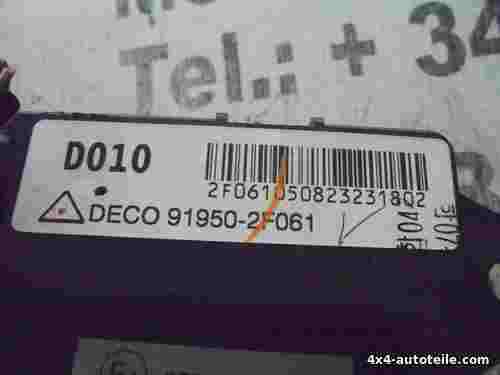 Tel.: + 34
D010
2F0610508232318Q2
DECO 91950-2F061
4x4-autoteile.com